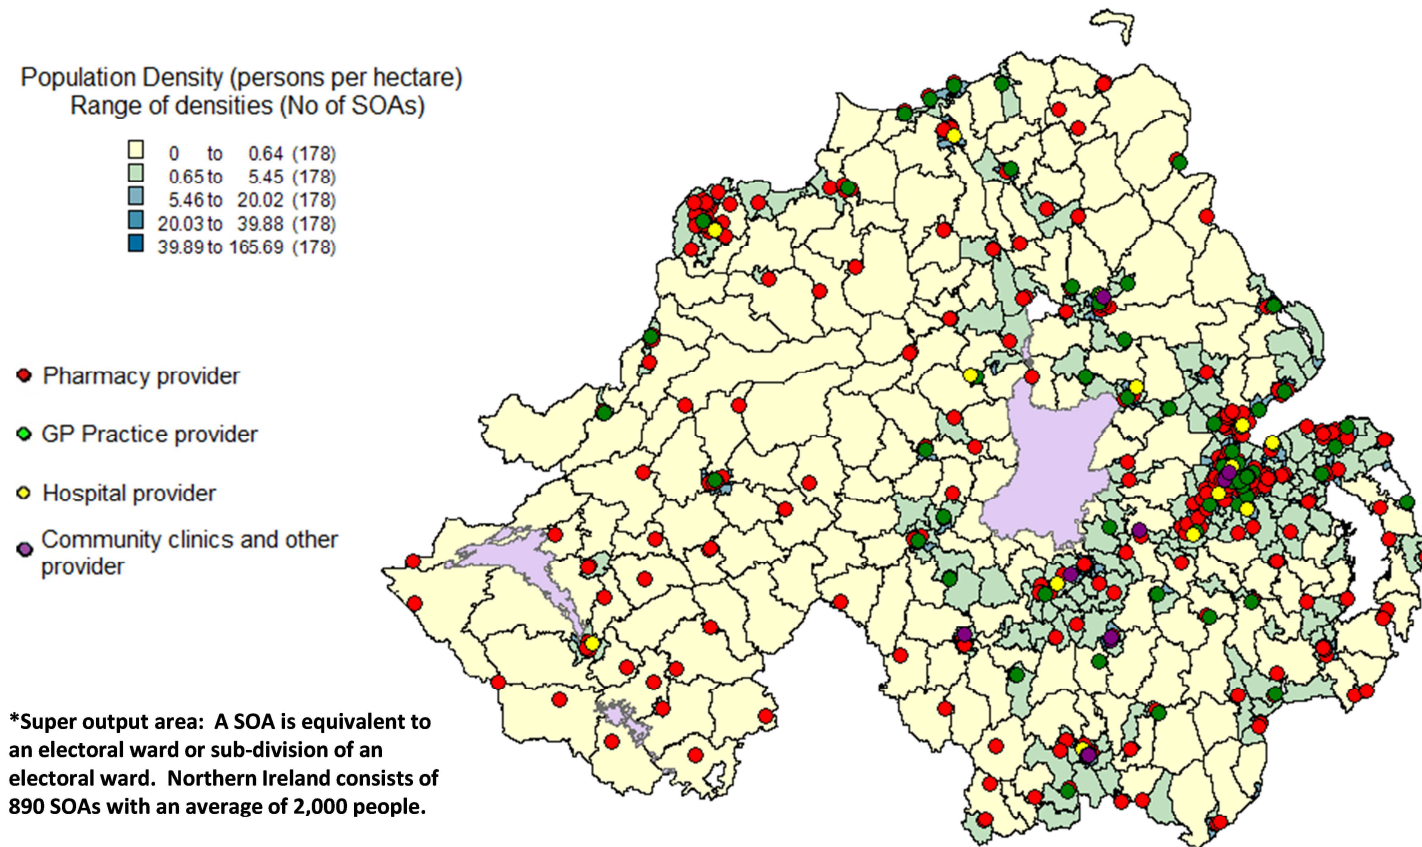 Population Density (persons per hectare)
Range of densities (No of SOAs)
0 to 0.64 (178)
0.65 to 5.45 (178)
5.46 to 20.02 (178)
20.03 to 39.88 (178)
39.89 to 165.69 (178)
Pharmacy provider
GP Practice provider
Hospital provider
Community clinics and other
provider
*Super output area: A SOA is equivalent to
an electoral ward or sub-division of an
electoral ward. Northern Ireland consists of
890 SOAs with an average of 2,000 people.